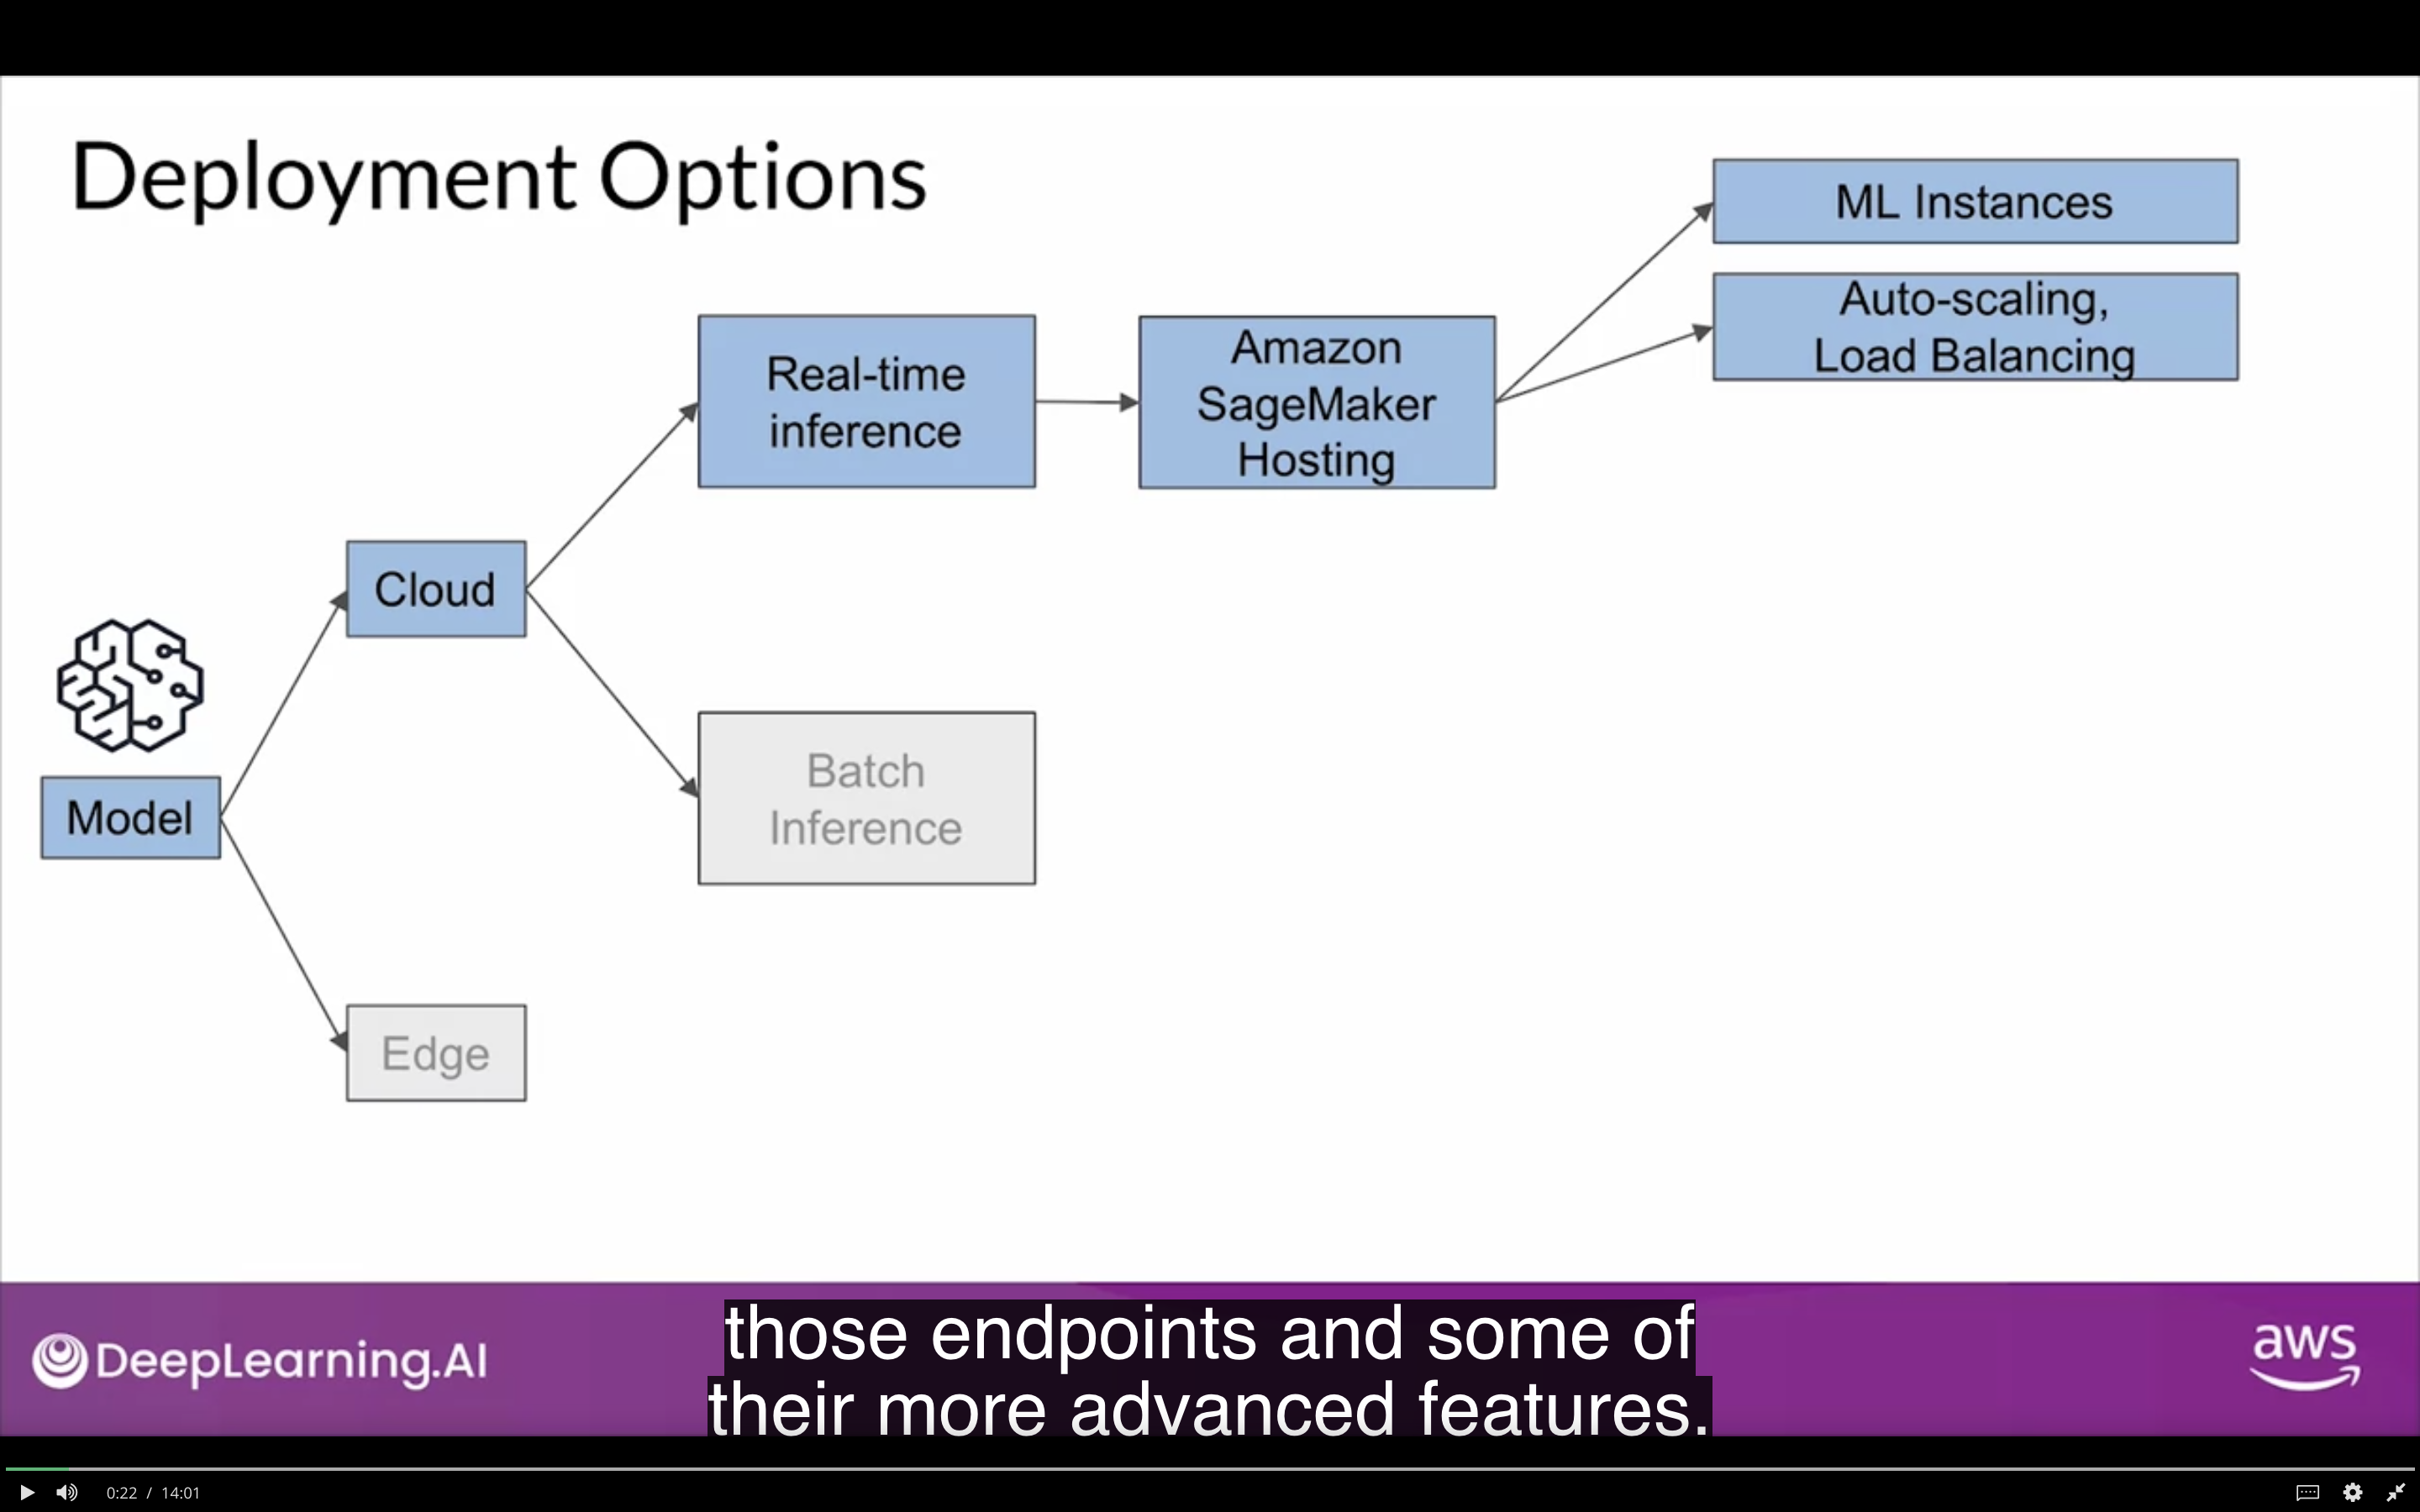 Deployment Options
ML Instances
Auto-scaling,
Load Balancing
Real-time
inference
Amazon
SageMaker
Hosting
Cloud
Batch
Inference
Model
Edge
DeepLearning.AI
those endpoints and some of
their more advanced features.
aws
0:22 / 14:01